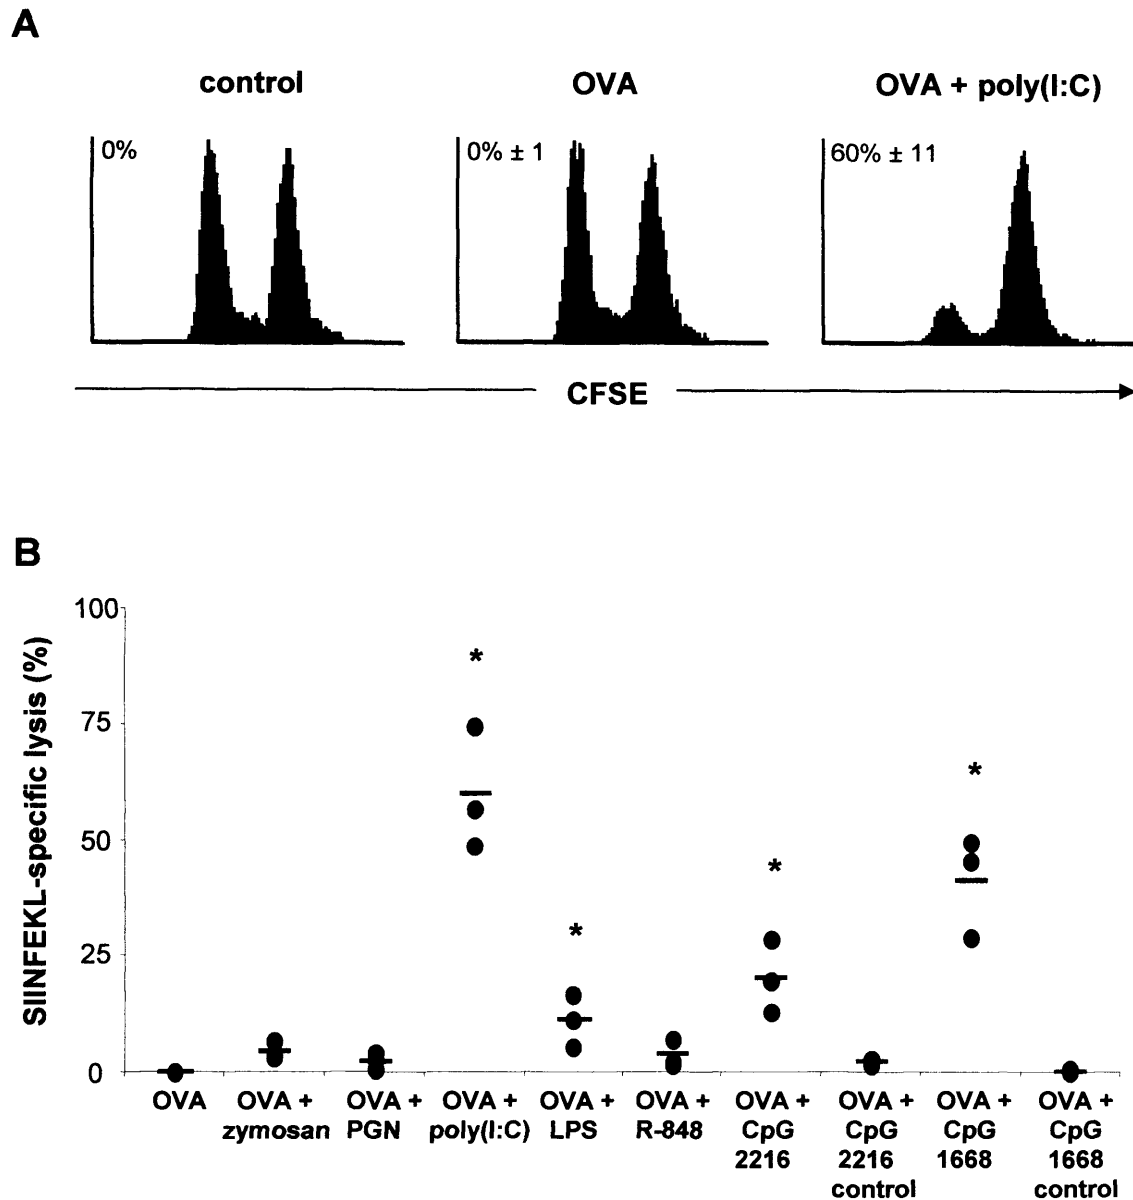 A
control OVA OVA + poly(I:C)
0% 0% ± 1 60% ± 11
CFSE
B
SIINFEKL-specific lysis (%)
100
*
75
*
50
*
*
25
0
OVA OVA + OVA + OVA + OVA + OVA + OVA + OVA + OVA + OVA +
zymosan PGN poly(I:C) LPS R-848 CpG CpG CpG CpG
2216 2216 1668 1668
control control